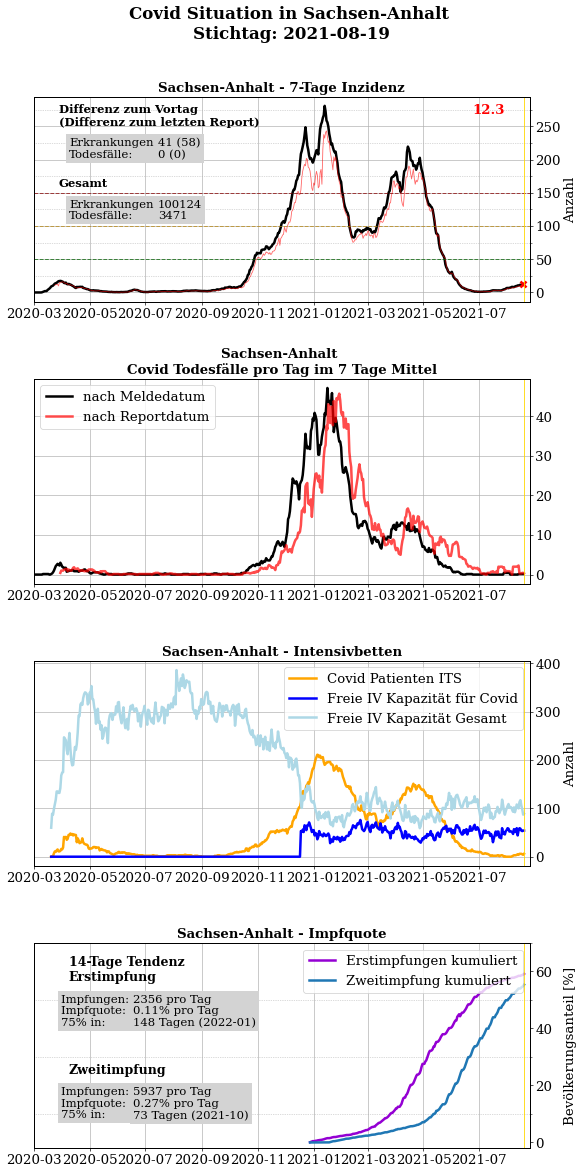 Covid Situation in Sachsen-Anhalt
Stichtag: 2021-08-19
Sachsen-Anhalt - 7-Tage Inzidenz
Differenz zum Vortag
(Differenz zum letzten Report)
Erkrankungen 41 (58)
Todesfälle: 0 (0)
Gesamt
Erkrankungen 100124
Todesfälle: 3471
12.3
250
200
150
100
50
0
Anzahl
2020-03 2020-05 2020-07 2020-09 2020-11 2021-01 2021-03 2021-05 2021-07
Sachsen-Anhalt
Covid Todesfälle pro Tag im 7 Tage Mittel
nach Meldedatum
nach Reportdatum
40
30
20
10
0
2020-03 2020-05 2020-07 2020-09 2020-11 2021-01 2021-03 2021-05 2021-07
Sachsen-Anhalt - Intensivbetten
Covid Patienten ITS
Freie IV Kapazität für Covid
Freie IV Kapazität Gesamt
400
300
200
100
0
Anzahl
2020-03 2020-05 2020-07 2020-09 2020-11 2021-01 2021-03 2021-05 2021-07
Sachsen-Anhalt - Impfquote
14-Tage Tendenz
Erstimpfung
Impfungen: 2356 pro Tag
Impfquote: 0.11% pro Tag
75% in: 148 Tagen (2022-01)
Zweitimpfung
Impfungen: 5937 pro Tag
Impfquote: 0.27% pro Tag
75% in: 73 Tagen (2021-10)
Erstimpfungen kumuliert
Zweitimpfung kumuliert
60
40
20
0
Bevölkerungsanteil [%]
2020-03 2020-05 2020-07 2020-09 2020-11 2021-01 2021-03 2021-05 2021-07